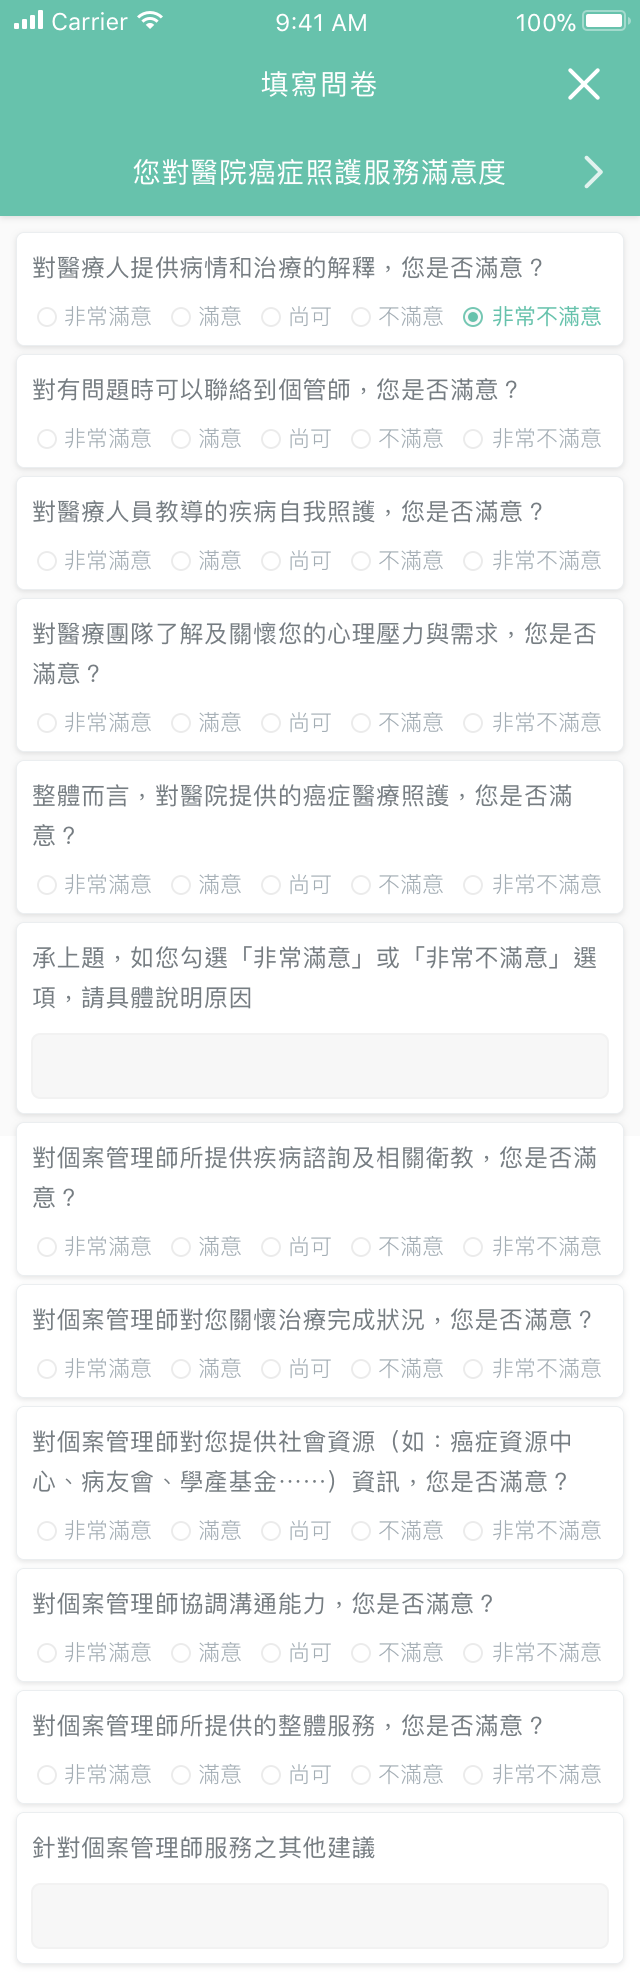 Carrier 9:41 AM 100%
填寫問卷
您對醫院癌症照護服務滿意度
對醫療人提供病情和治療的解釋，您是否滿意？
非常滿意 滿意 尚可 不滿意 非常不滿意
對有問題時可以聯絡到個管師，您是否滿意？
非常滿意 滿意 尚可 不滿意 非常不滿意
對醫療人員教導的疾病自我照護，您是否滿意？
非常滿意 滿意 尚可 不滿意 非常不滿意
對醫療團隊了解及關懷您的心理壓力與需求，您是否
滿意？
非常滿意 滿意 尚可 不滿意 非常不滿意
整體而言，對醫院提供的癌症醫療照護，您是否滿
意？
非常滿意 滿意 尚可 不滿意 非常不滿意
承上題，如您勾選「非常滿意」或「非常不滿意」選
項，請具體說明原因
對個案管理師所提供疾病諮詢及相關衛教，您是否滿
意？
非常滿意 滿意 尚可 不滿意 非常不滿意
對個案管理師對您關懷治療完成狀況，您是否滿意？
非常滿意 滿意 尚可 不滿意 非常不滿意
對個案管理師對您提供社會資源（如：癌症資源中
心、病友會、學產基金⋯⋯）資訊，您是否滿意？
非常滿意 滿意 尚可 不滿意 非常不滿意
對個案管理師協調溝通能力，您是否滿意？
非常滿意 滿意 尚可 不滿意 非常不滿意
對個案管理師所提供的整體服務，您是否滿意？
非常滿意 滿意 尚可 不滿意 非常不滿意
針對個案管理師服務之其他建議